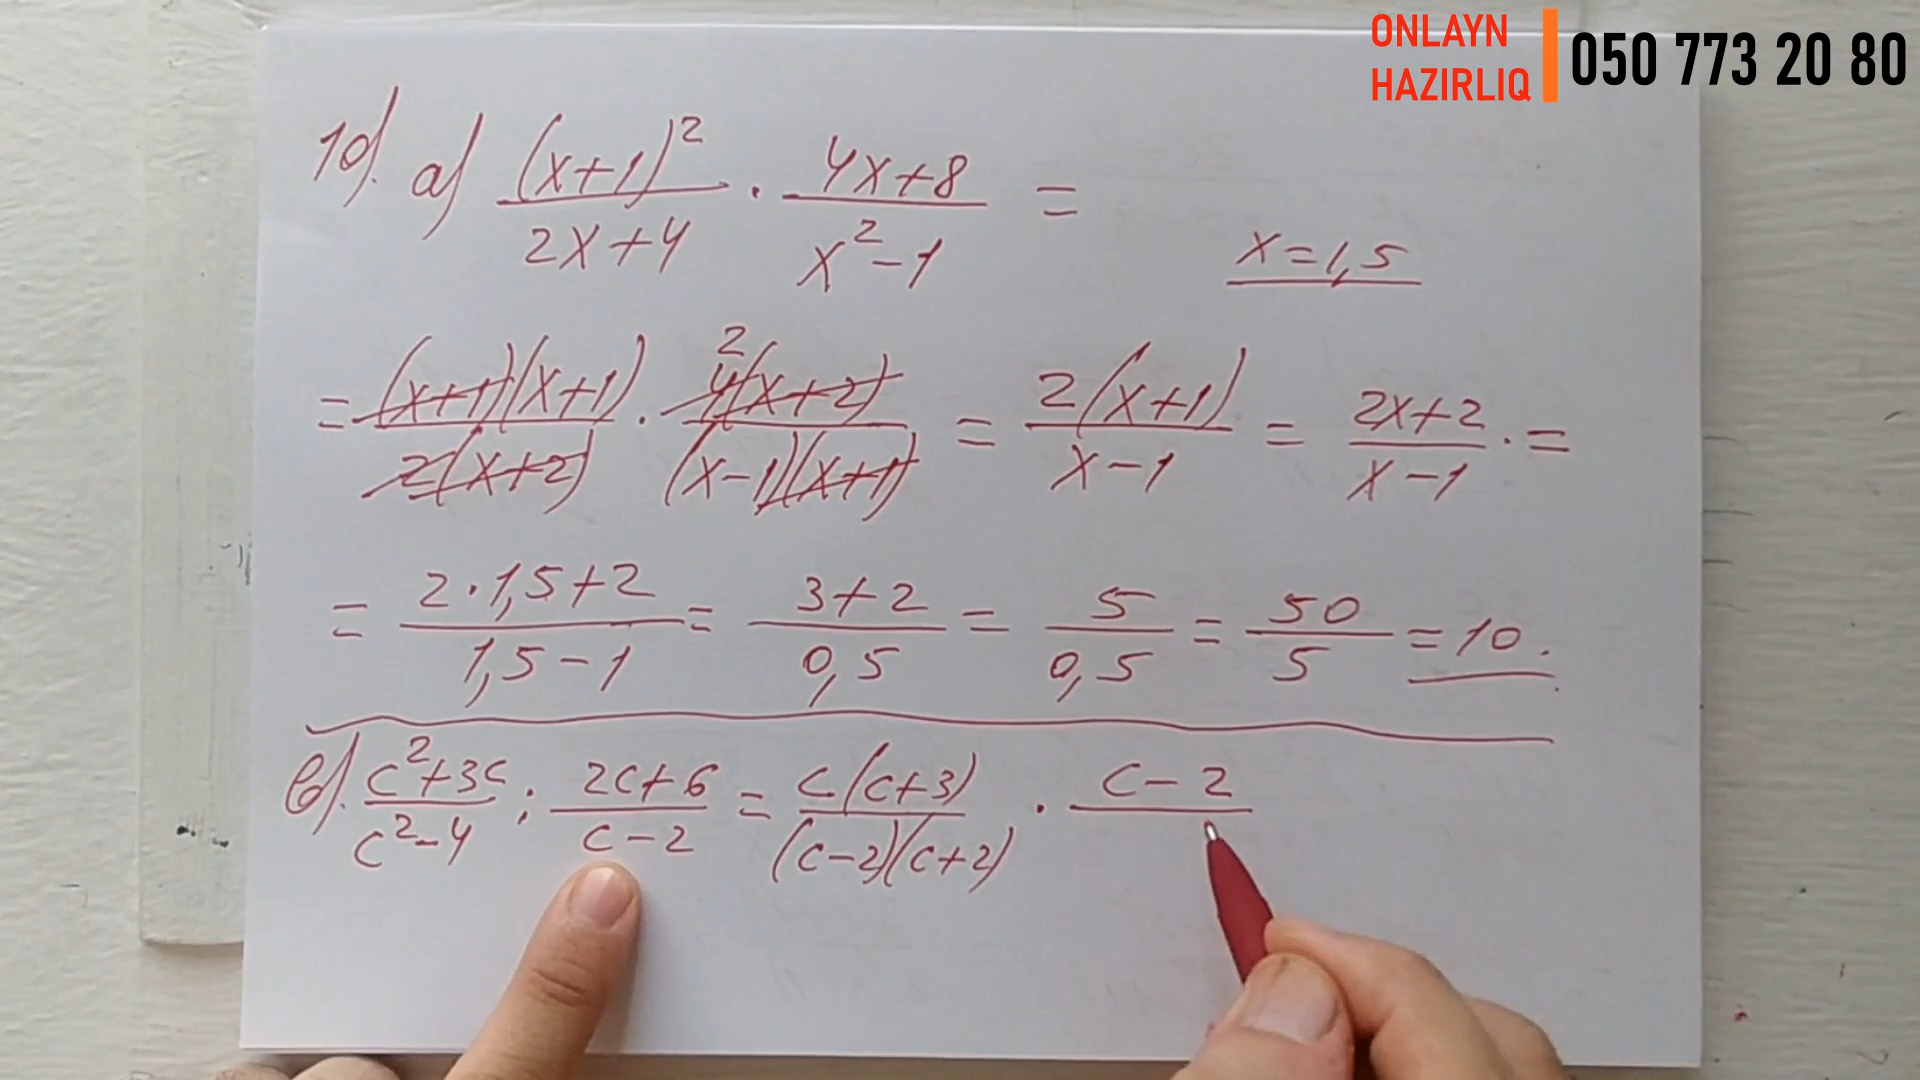 ONLAYN HAZIRLIQ | 050 773 20 80
10). a) (x+1)²/(2x+4) · (4x+8)/(x²-1) =
x=1,5
= (x+1)(x+1)/2(x+2) · 2 4(x+2)/(x-1)(x+1) = 2(x+1)/(x-1) = (2x+2)/(x-1) · =
= (2·1,5+2)/(1,5-1) = (3+2)/0,5 = 5/0,5 = 50/5 = 10.
b). (c²+3c)/(c²-4) : (2c+6)/(c-2) = c(c+3)/(c-2)(c+2) · c-2